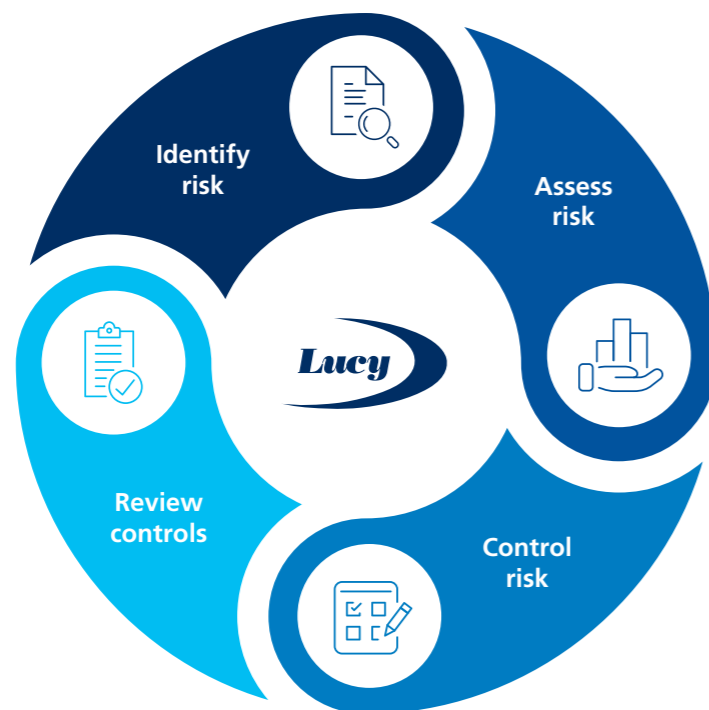 Identify
risk
Assess
risk
Lucy
Review
controls
Control
risk